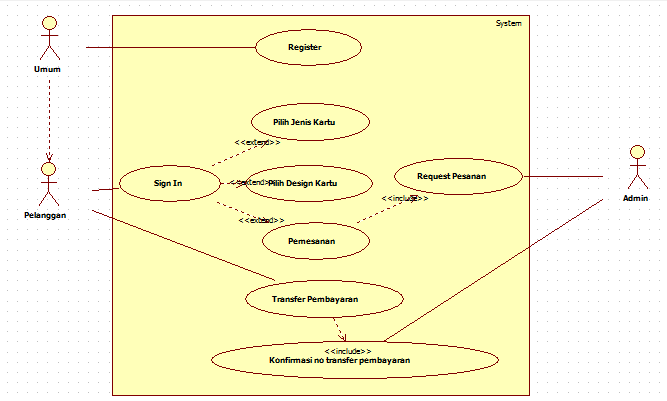 System
Register
Umum
Pilih Jenis Kartu
<<extend>>
Sign In
<<extend>>
Pilih Design Kartu
Request Pesanan
<<include>>
Pelanggan
Admin
<<extend>>
Pemesanan
Transfer Pembayaran
<<include>>
Konfirmasi no transfer pembayaran